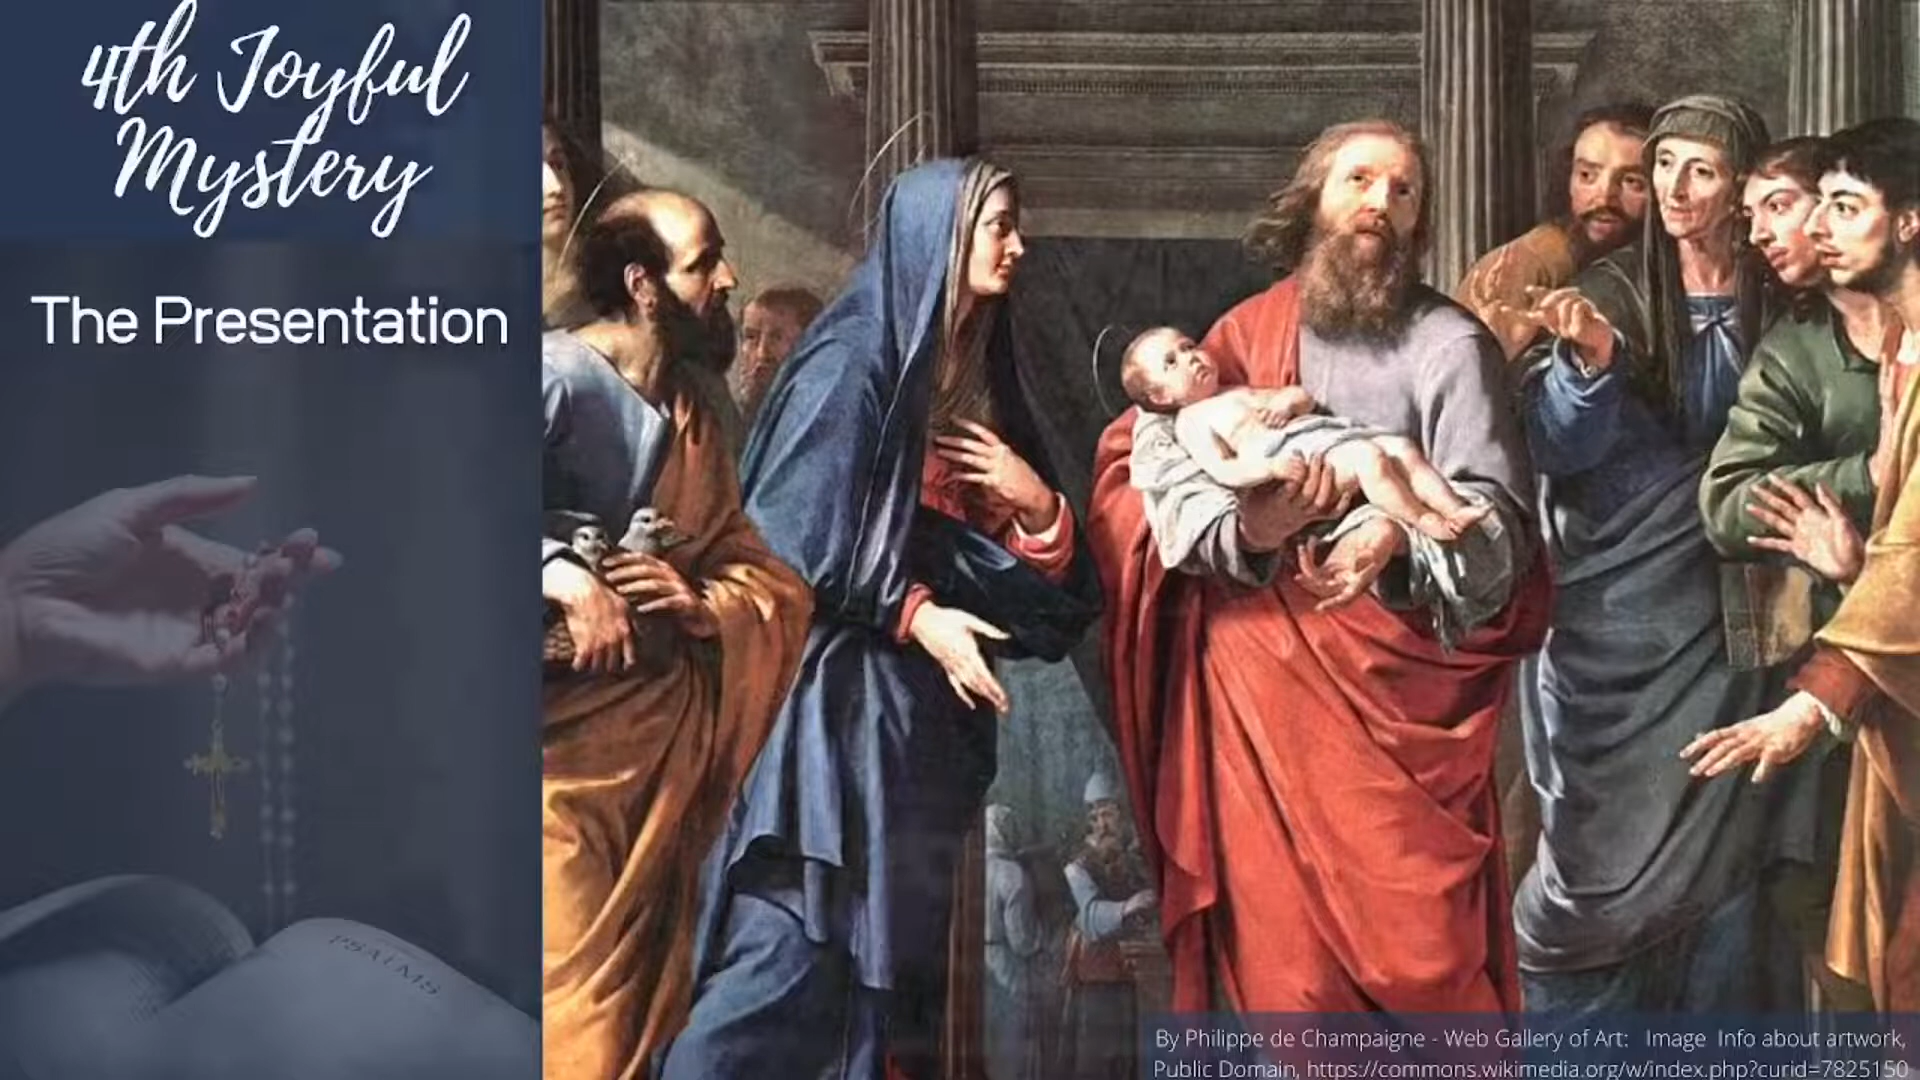 4th Joyful
Mystery
The Presentation
PSALMS
By Philippe de Champaigne - Web Gallery of Art: Image Info about artwork,
Public Domain, https://commons.wikimedia.org/w/index.php?curid=7825150